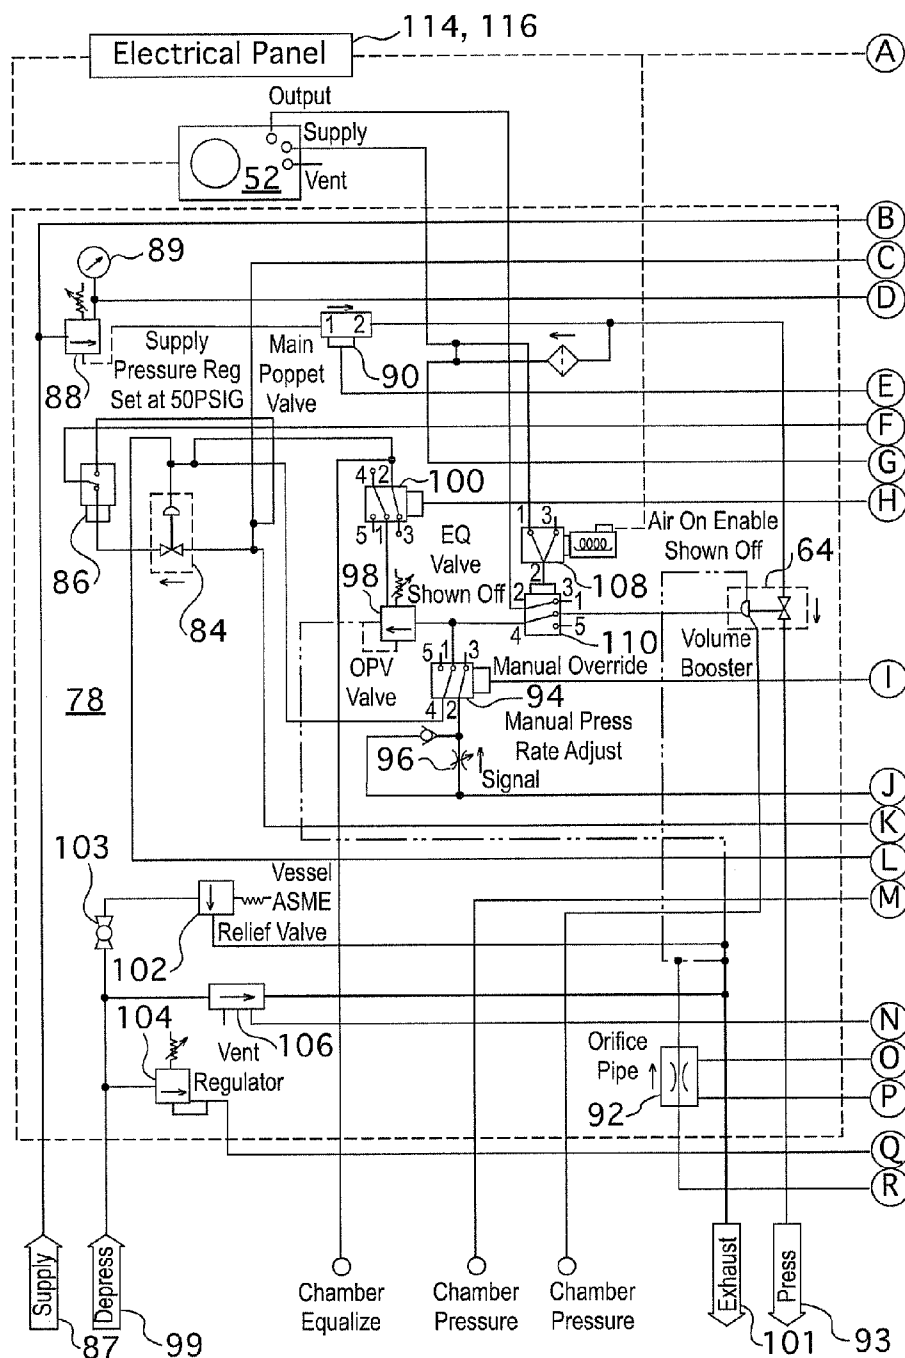 114, 116
Electrical Panel
A
Output
Supply
52
Vent
B
89
C
D
1 2
Supply
Pressure Reg
Set at 50PSIG
88
Main
Poppet
Valve
90
E
F
G
4 2
100
H
5 1 3
86
84
EQ
Valve
Shown Off
98
1 3
2
108
Air On Enable
Shown Off
64
2 3
1
4 5
110
Volume
Booster
OPV
Valve
5 1 3
Manual Override
I
78
4 2
94
Manual Press
Rate Adjust
96
Signal
J
K
103
L
Vessel
ASME
Relief Valve
M
102
104
106
N
Vent
Regulator
Orifice
Pipe
O
92
P
Q
R
Supply
Depress
Chamber
Equalize
Chamber
Pressure
Chamber
Pressure
Exhaust
Press
87
99
101
93